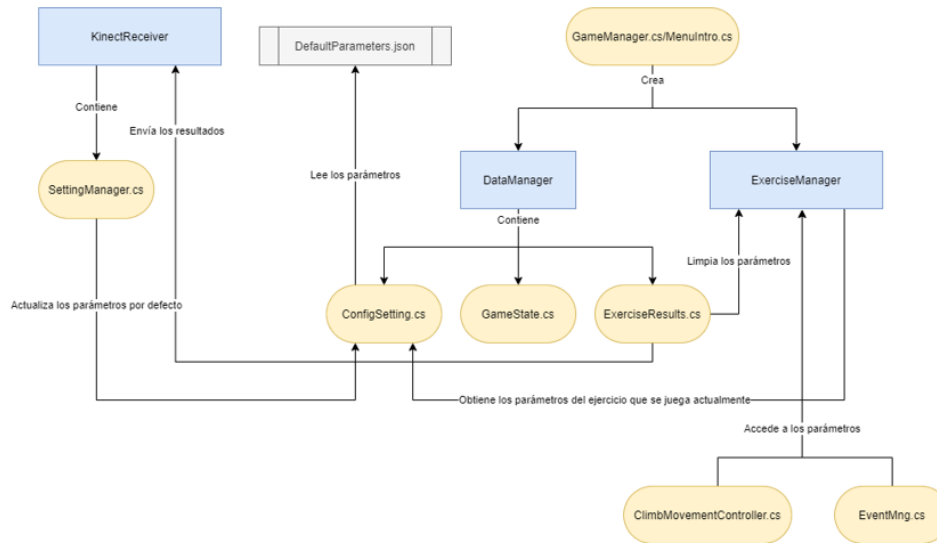 KinectReceiver
DefaultParameters.json
GameManager.cs/MenuIntro.cs
Crea
Contiene
Envía los resultados
Lee los parámetros
SettingManager.cs
DataManager
ExerciseManager
Contiene
Limpia los parámetros
Actualiza los parámetros por defecto
ConfigSetting.cs
GameState.cs
ExerciseResults.cs
Obtiene los parámetros del ejercicio que se juega actualmente
Accede a los parámetros
ClimbMovementController.cs
EventMng.cs